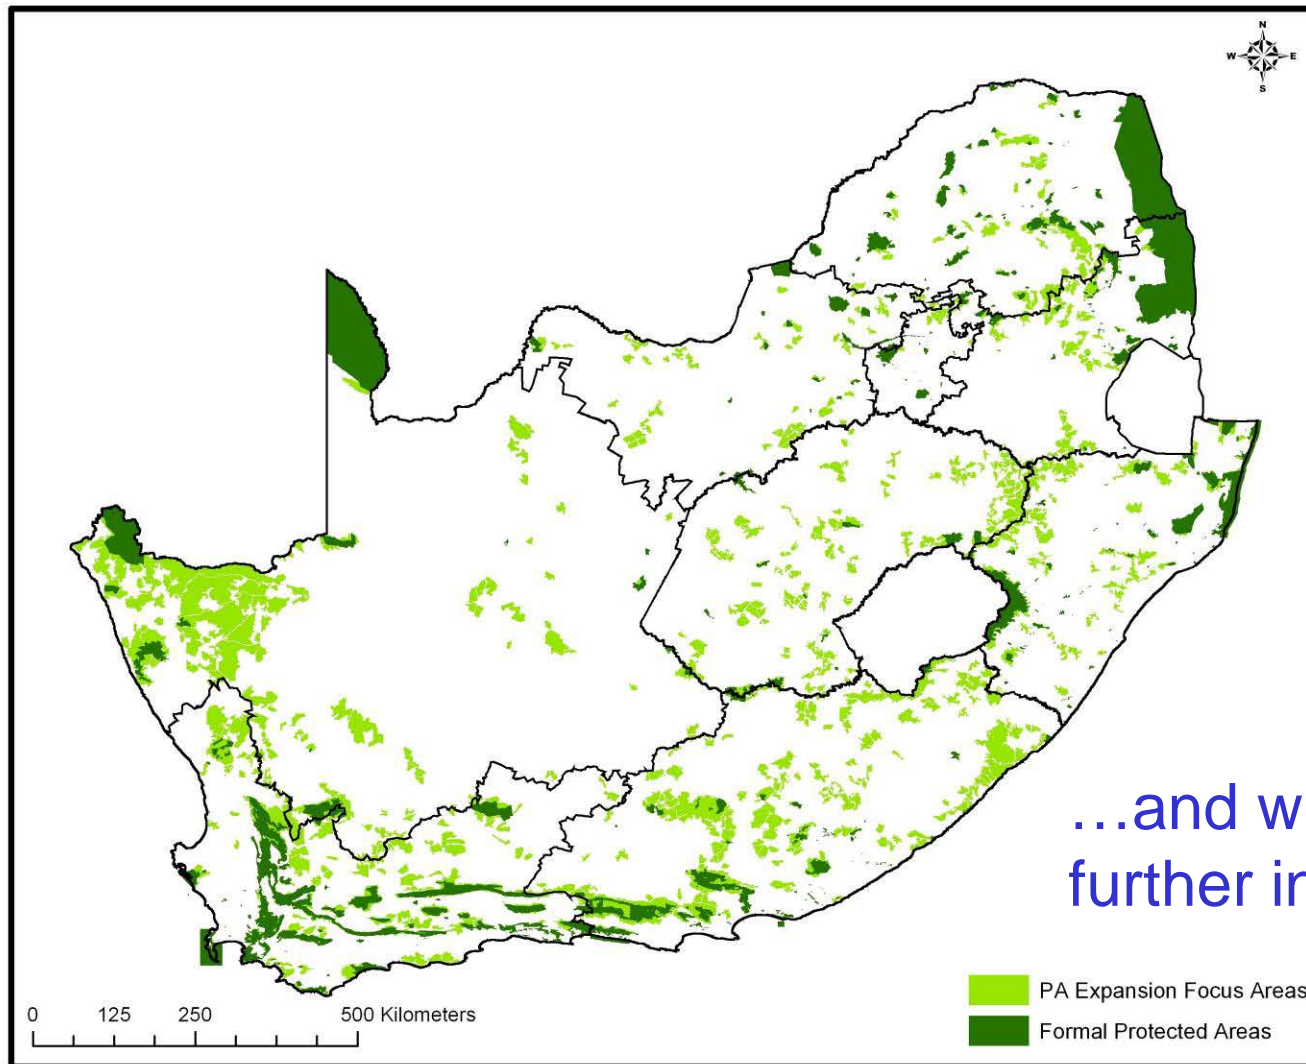 N
W E
S
…and w
further in
PA Expansion Focus Areas
Formal Protected Areas
0 125 250 500 Kilometers